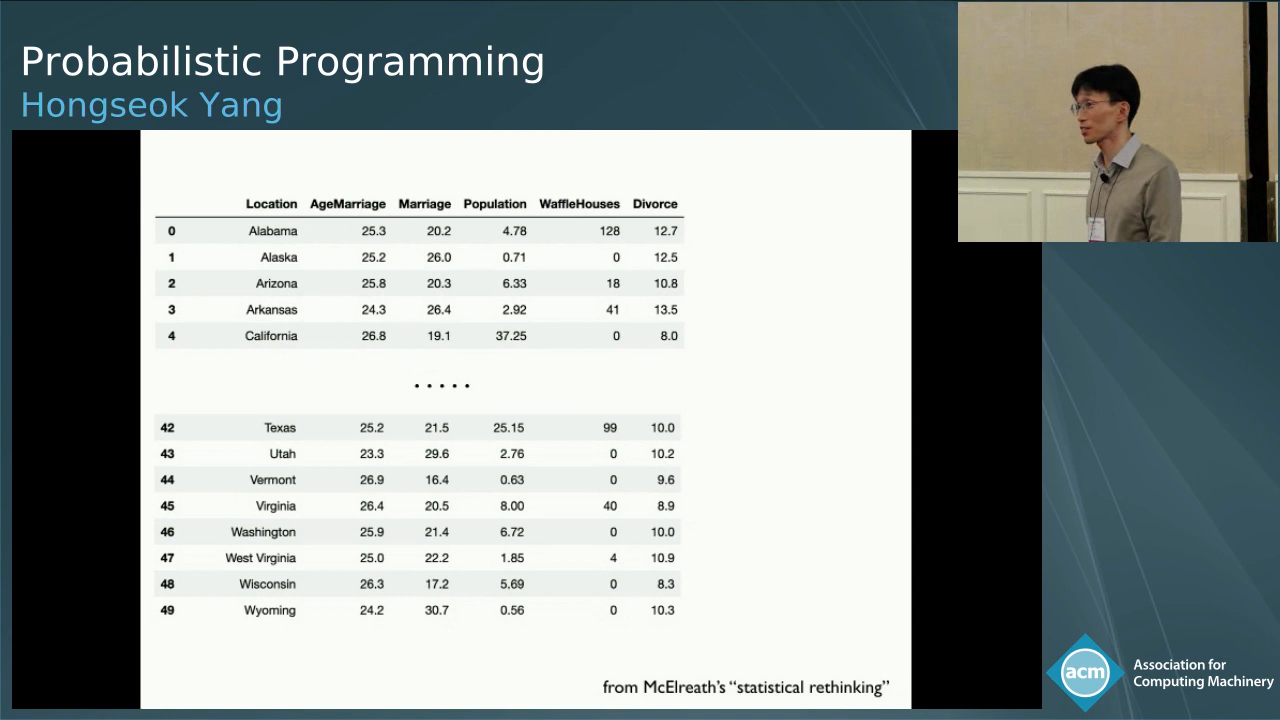 Probabilistic Programming
Hongseok Yang
Location AgeMarriage Marriage Population WaffleHouses Divorce
0 Alabama 25.3 20.2 4.78 128 12.7
1 Alaska 25.2 26.0 0.71 0 12.5
2 Arizona 25.8 20.3 6.33 18 10.8
3 Arkansas 24.3 26.4 2.92 41 13.5
4 California 26.8 19.1 37.25 0 8.0
.....
42 Texas 25.2 21.5 25.15 99 10.0
43 Utah 23.3 29.6 2.76 0 10.2
44 Vermont 26.9 16.4 0.63 0 9.6
45 Virginia 26.4 20.5 8.00 40 8.9
46 Washington 25.9 21.4 6.72 0 10.0
47 West Virginia 25.0 22.2 1.85 4 10.9
48 Wisconsin 26.3 17.2 5.69 0 8.3
49 Wyoming 24.2 30.7 0.56 0 10.3
from McElreath's “statistical rethinking”
acm
Association for
Computing Machinery